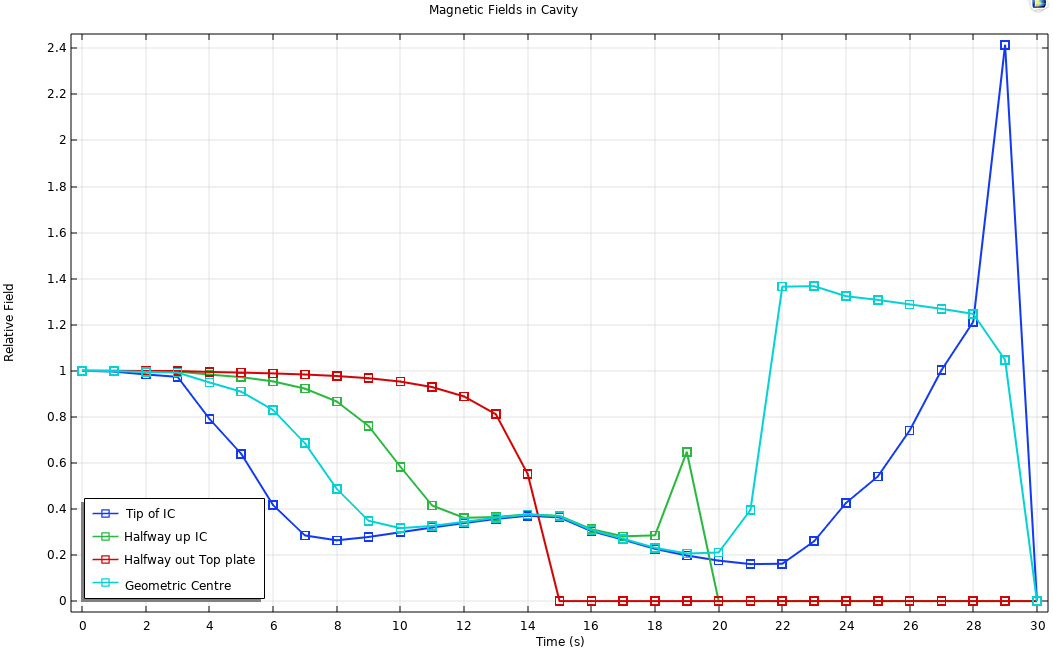 Magnetic Fields in Cavity
2.4
2.2
2
1.8
1.6
1.4
1.2
1
0.8
0.6
0.4
0.2
0
Relative Field
Tip of IC
Halfway up IC
Halfway out Top plate
Geometric Centre
0 2 4 6 8 10 12 14 16 18 20 22 24 26 28 30
Time (s)